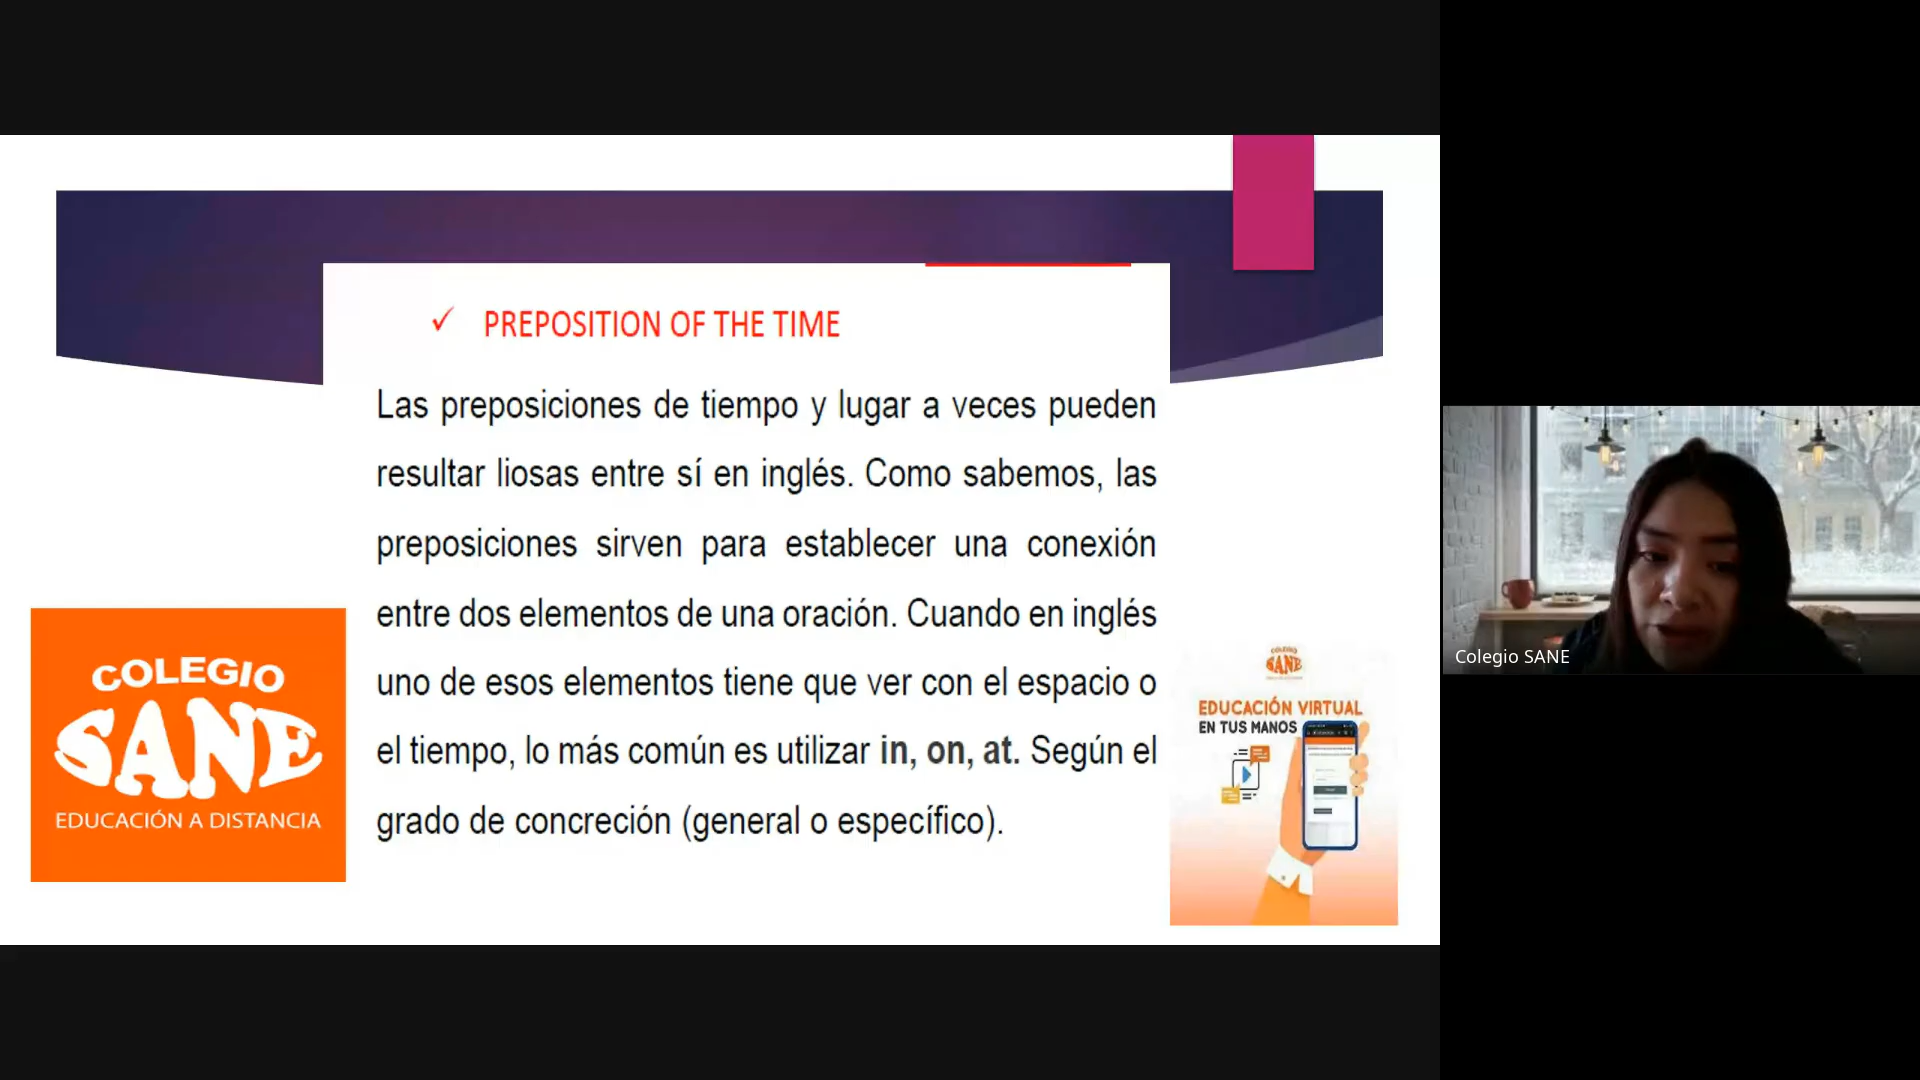 ✓ PREPOSITION OF THE TIME
Las preposiciones de tiempo y lugar a veces pueden
resultar liosas entre sí en inglés. Como sabemos, las
preposiciones sirven para establecer una conexión
entre dos elementos de una oración. Cuando en inglés
uno de esos elementos tiene que ver con el espacio o
el tiempo, lo más común es utilizar in, on, at. Según el
grado de concreción (general o específico).
COLEGIO
SANE
EDUCACIÓN A DISTANCIA
COLEGIO
SANE
EDUCACIÓN VIRTUAL
EN TUS MANOS
Colegio SANE